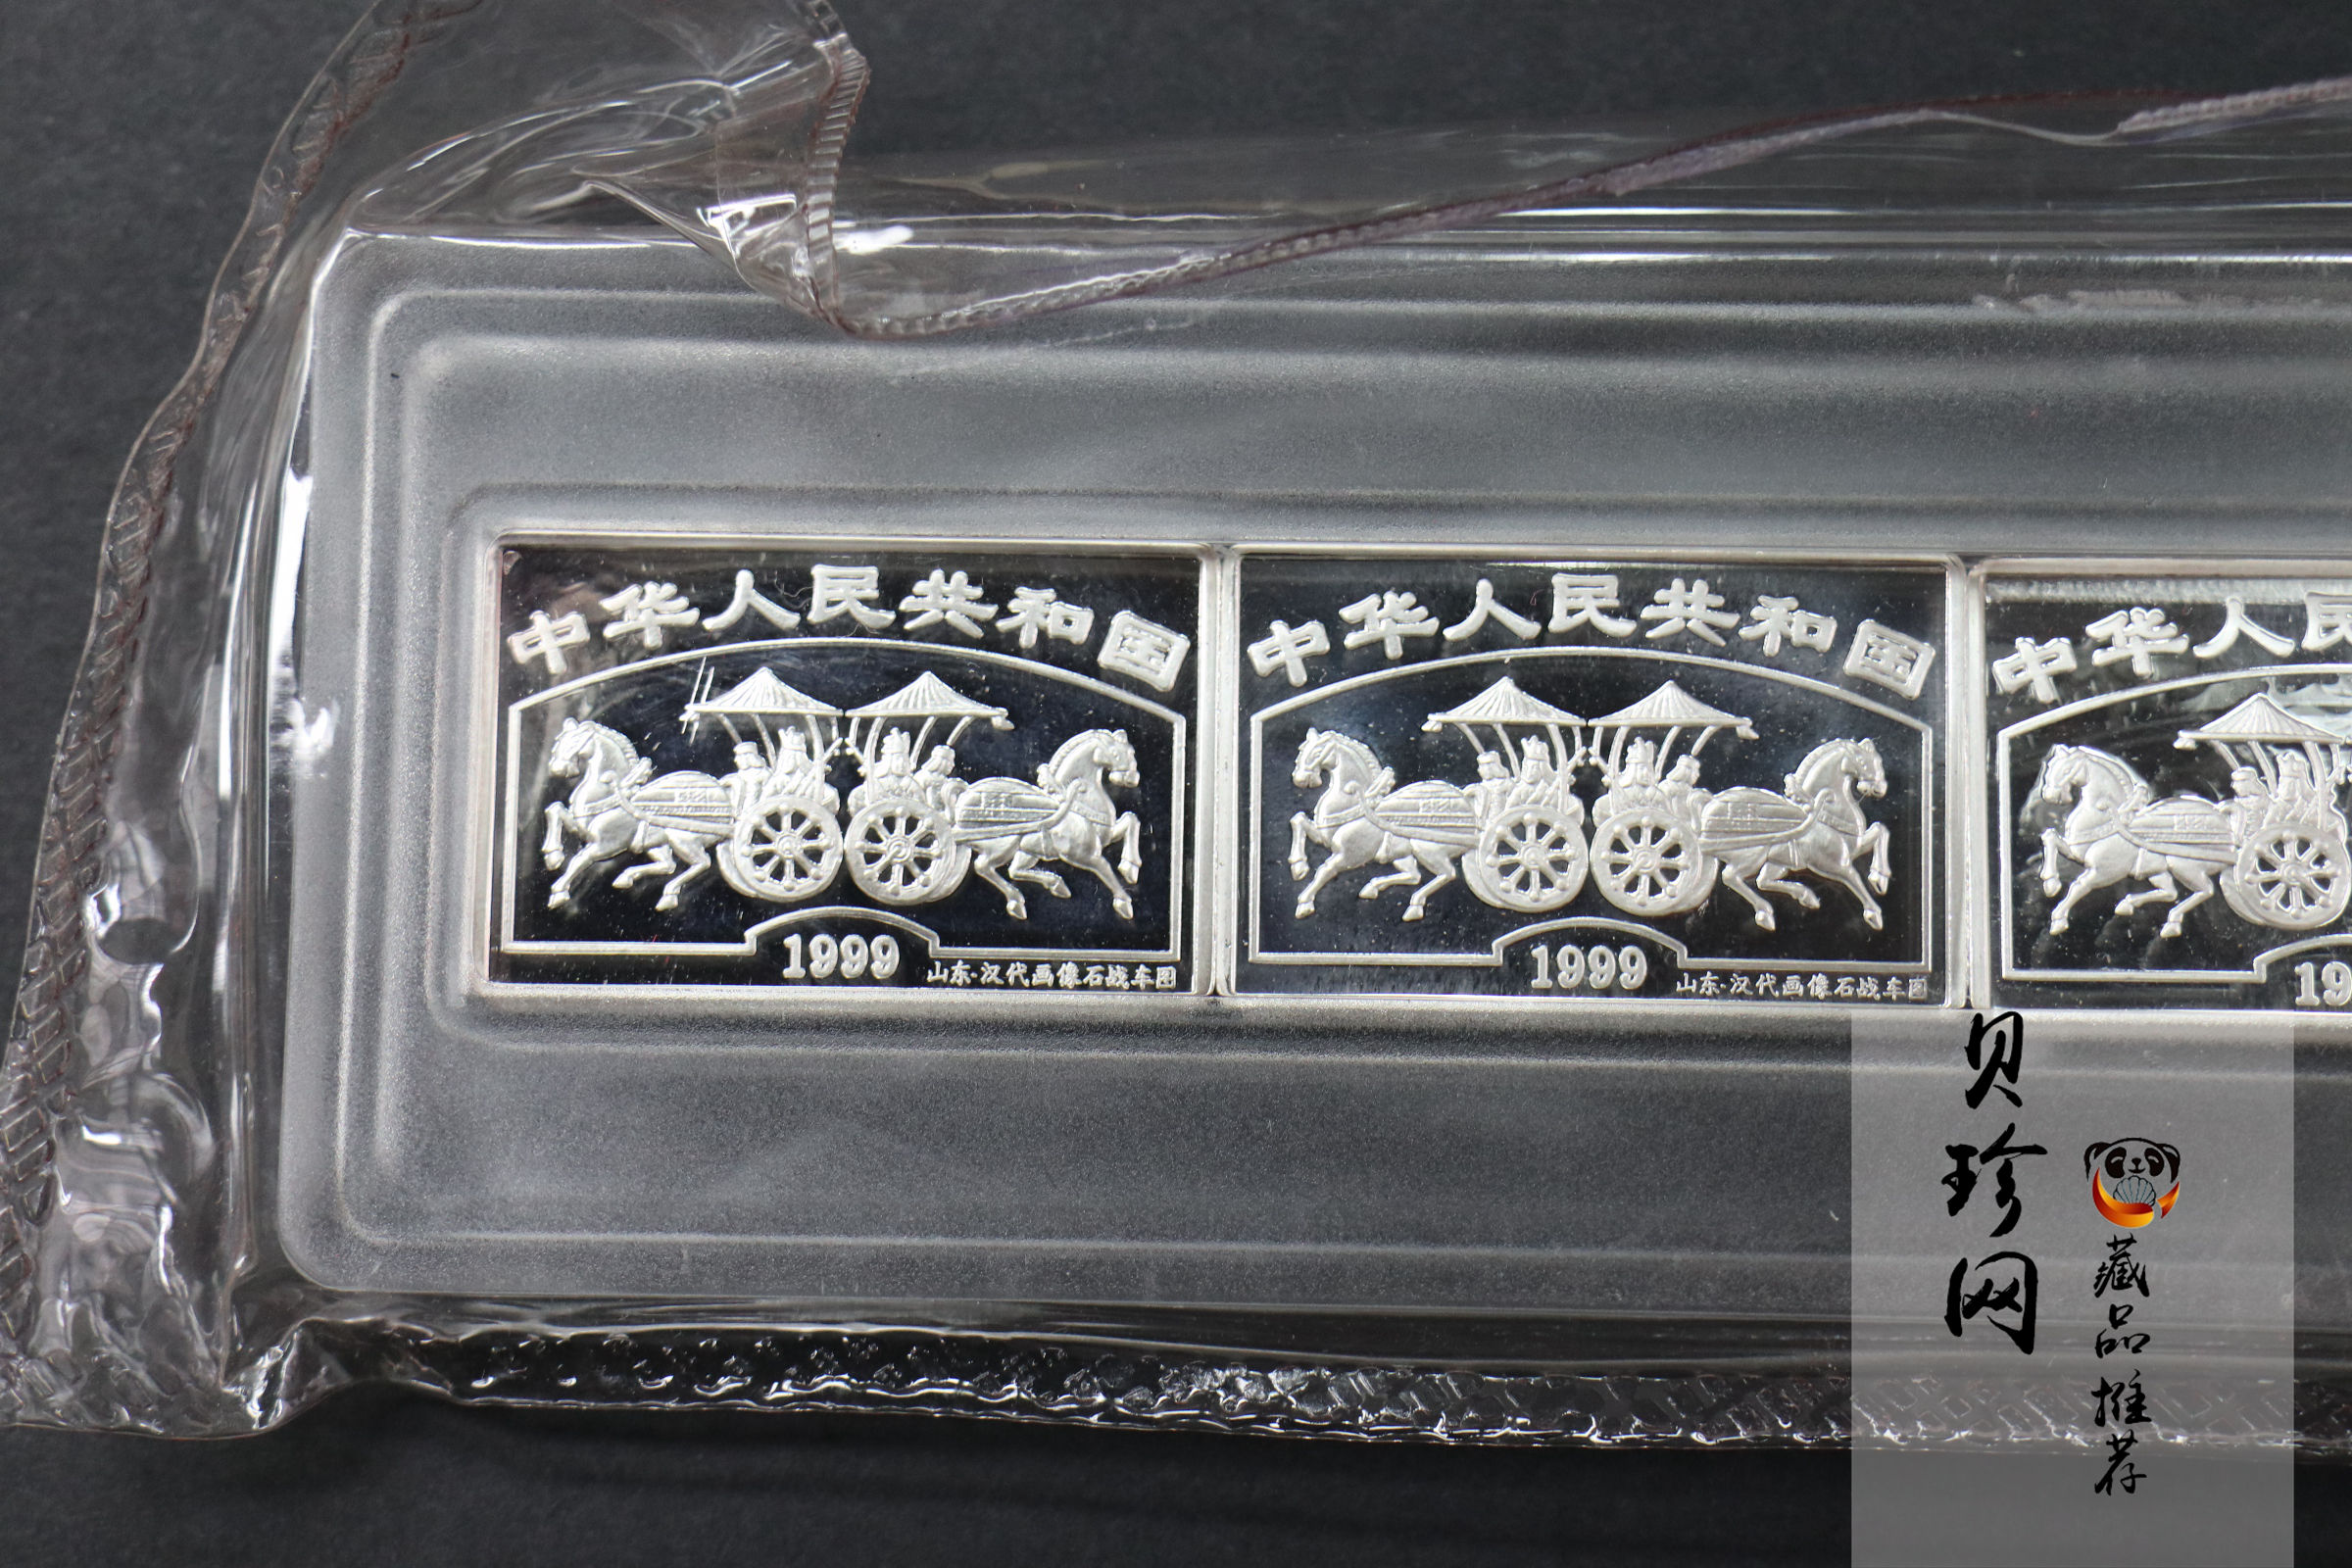 中华人民共和国
1999
山东·汉代画像石战车图
中华人民共和国
1999
山东·汉代画像石战车图
中华人民
19
贝珍网
藏品推荐